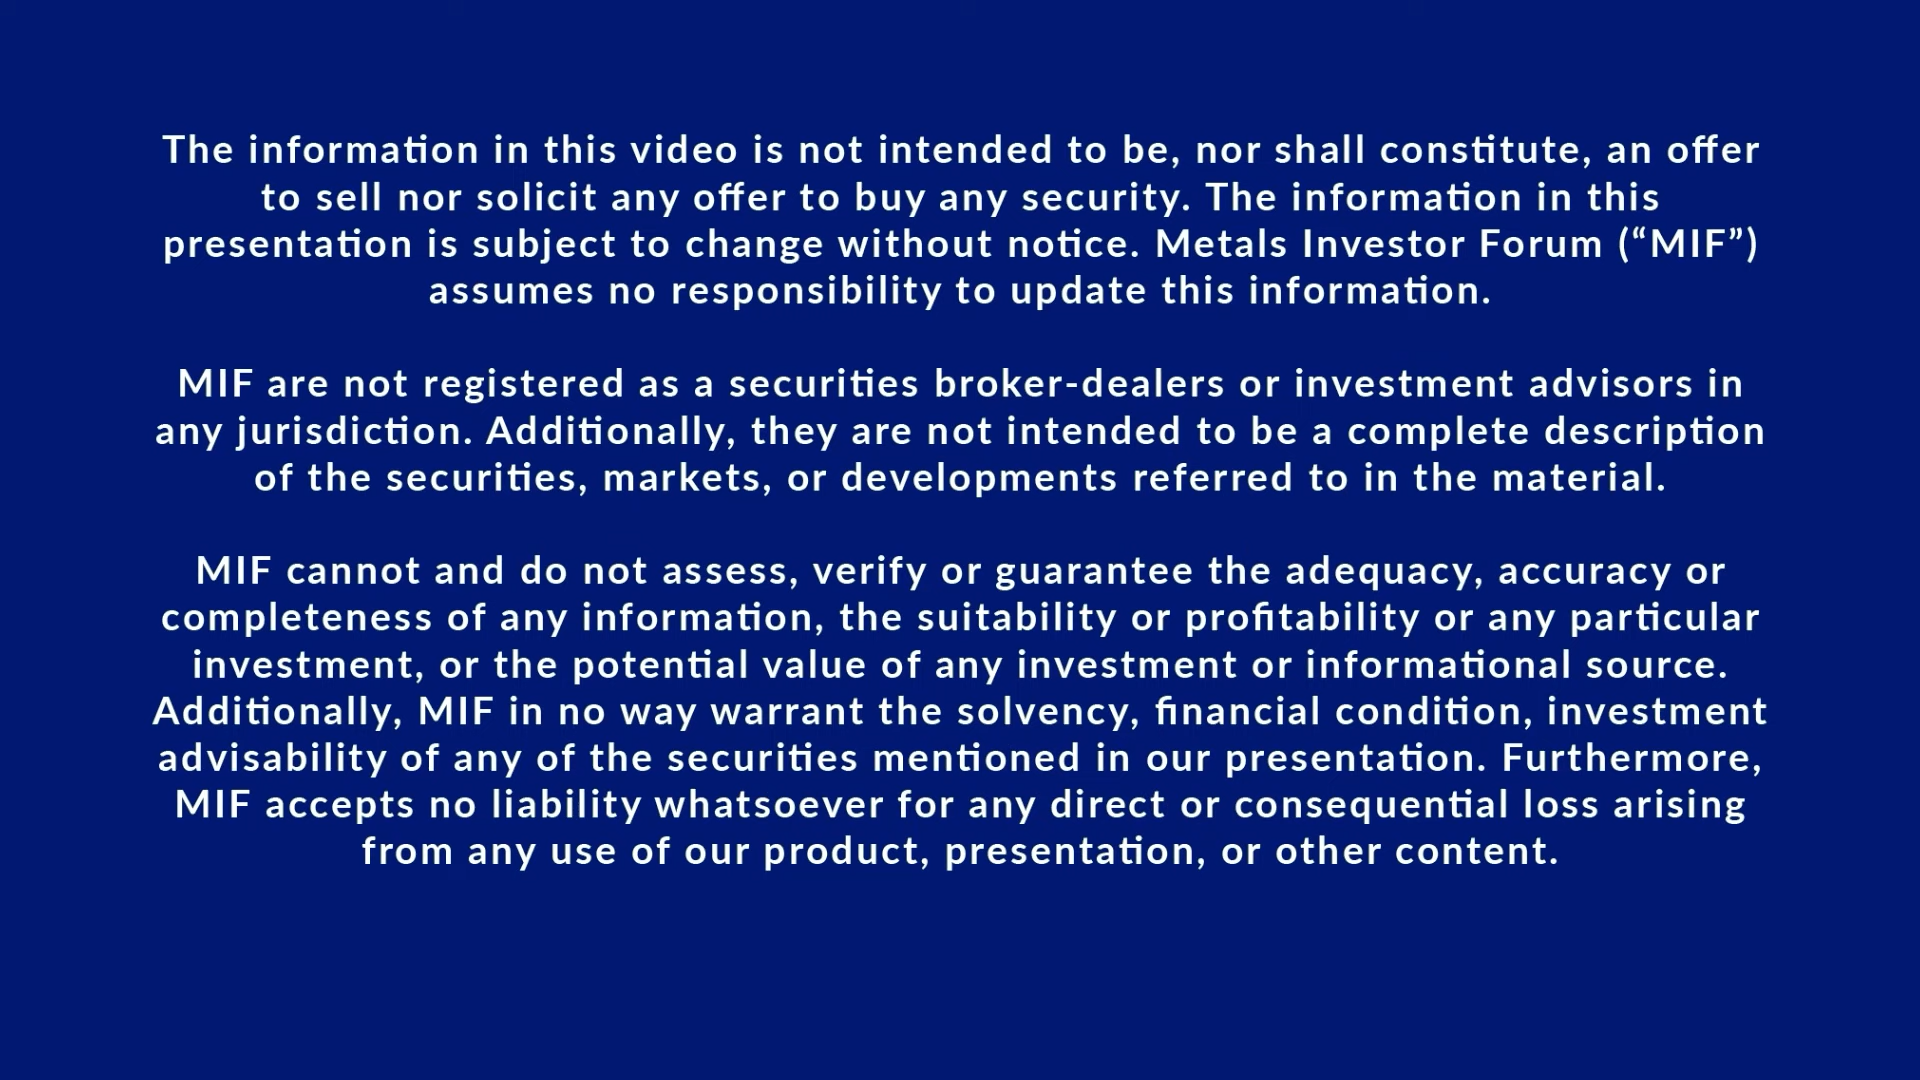 The information in this video is not intended to be, nor shall constitute, an offer
to sell nor solicit any offer to buy any security. The information in this
presentation is subject to change without notice. Metals Investor Forum (“MIF”)
assumes no responsibility to update this information.
MIF are not registered as a securities broker-dealers or investment advisors in
any jurisdiction. Additionally, they are not intended to be a complete description
of the securities, markets, or developments referred to in the material.
MIF cannot and do not assess, verify or guarantee the adequacy, accuracy or
completeness of any information, the suitability or profitability or any particular
investment, or the potential value of any investment or informational source.
Additionally, MIF in no way warrant the solvency, financial condition, investment
advisability of any of the securities mentioned in our presentation. Furthermore,
MIF accepts no liability whatsoever for any direct or consequential loss arising
from any use of our product, presentation, or other content.